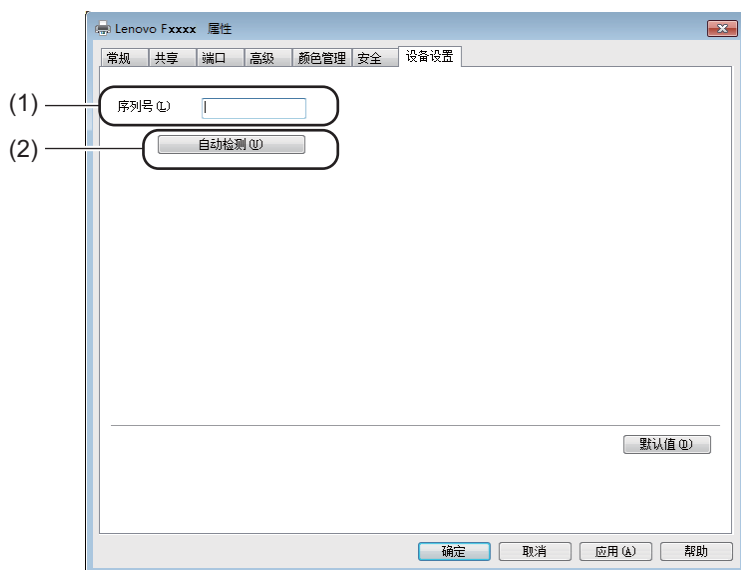 Lenovo Fxxxx 属性
常规 共享 端口 高级 颜色管理 安全 设备设置
(1) 序列号(L)
(2) 自动检测(U)
默认值(D)
确定 取消 应用(A) 帮助